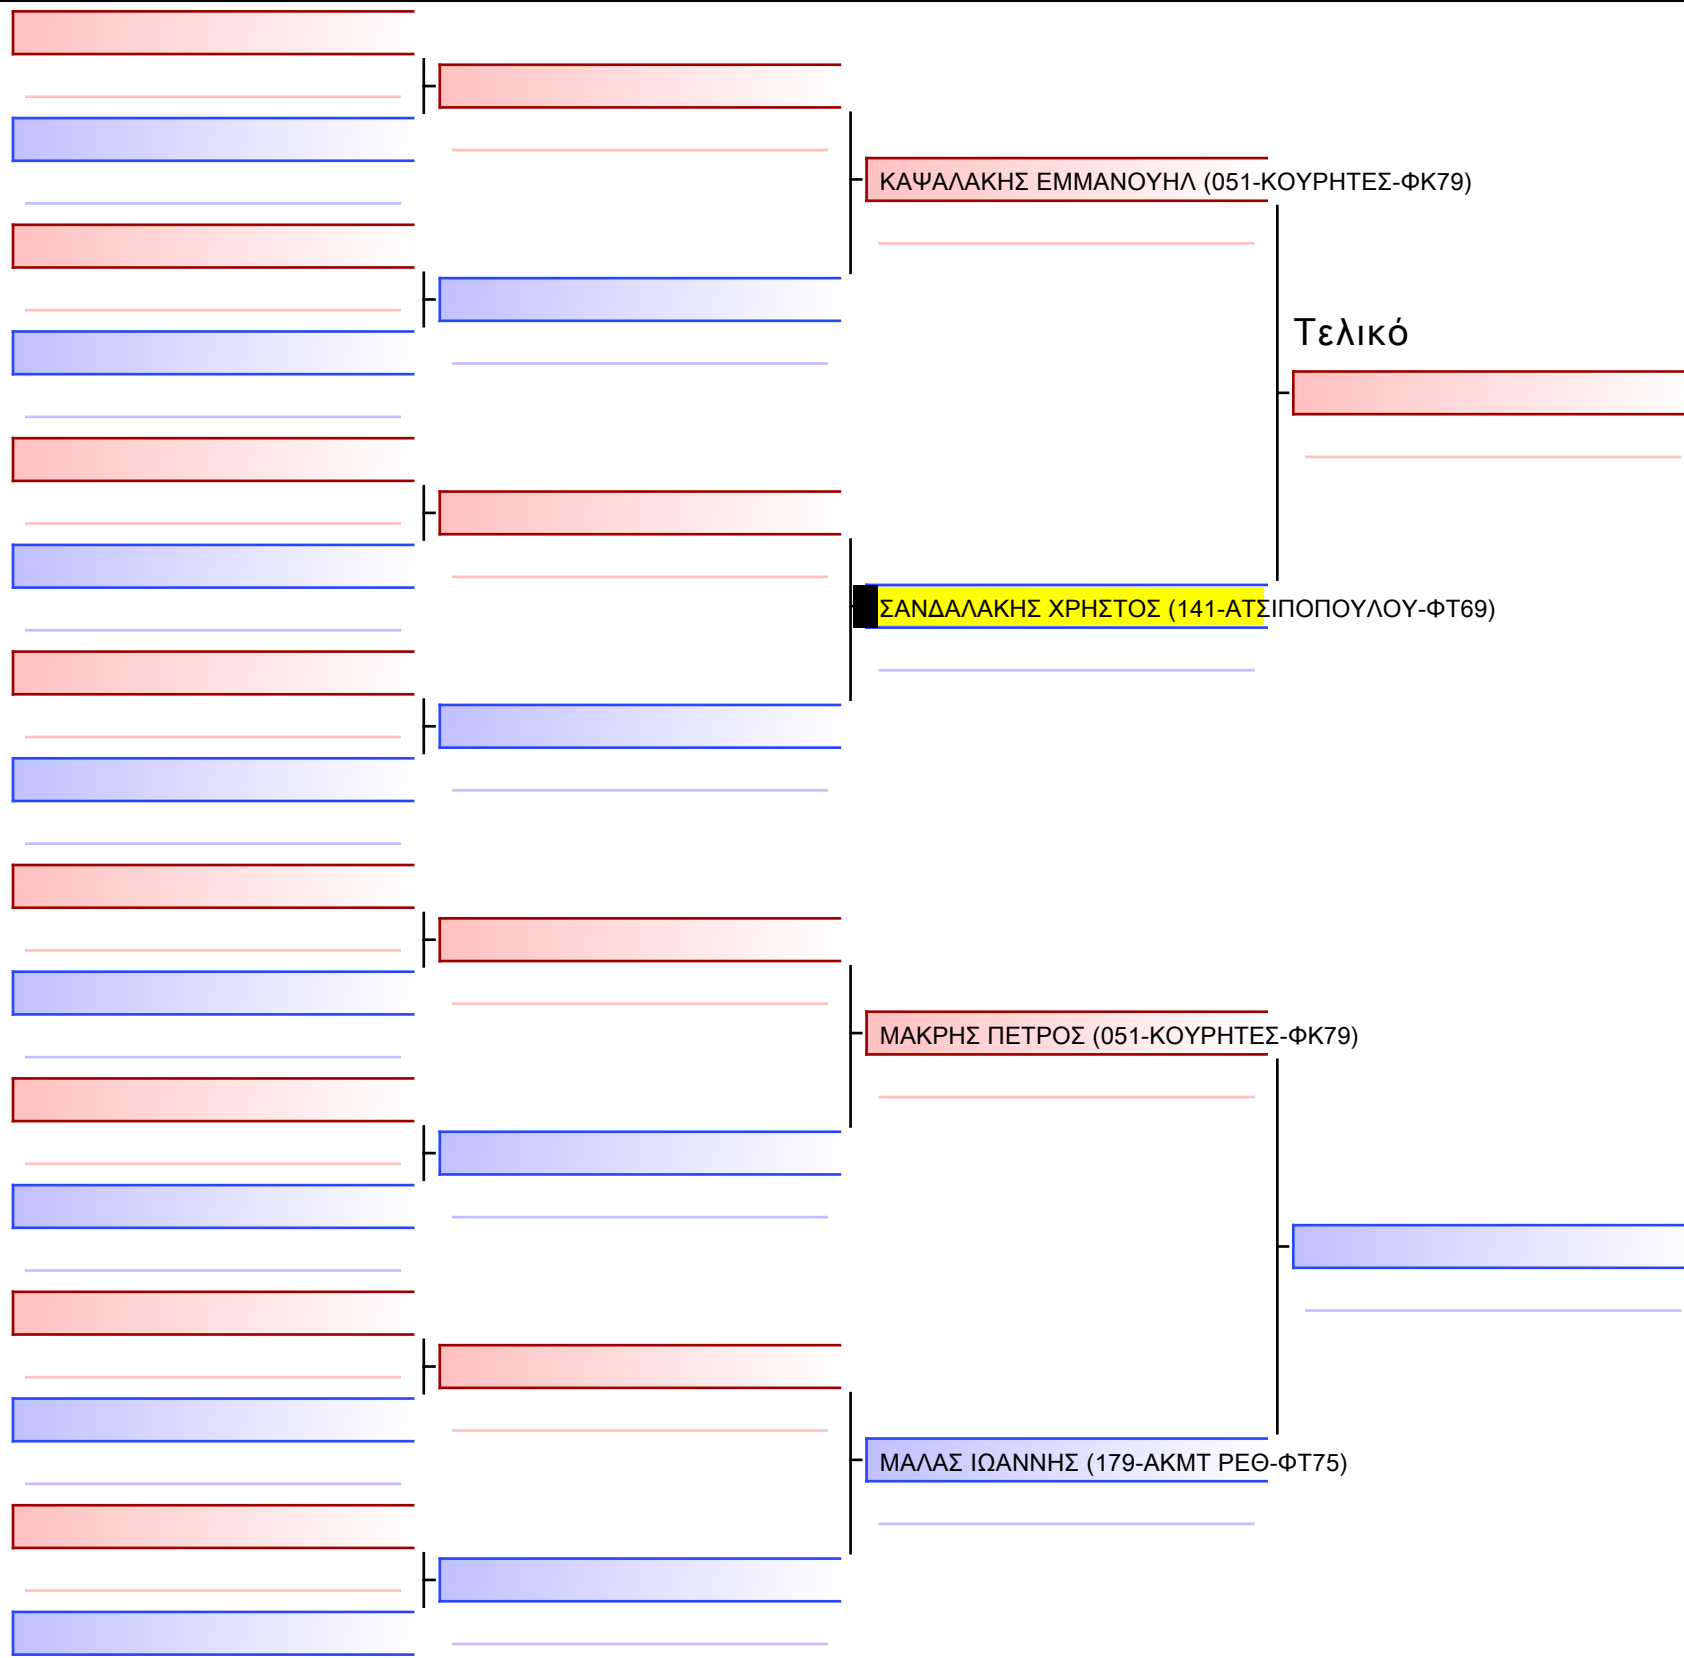 ΚΑΨΑΛΑΚΗΣ ΕΜΜΑΝΟΥΗΛ (051-ΚΟΥΡΗΤΕΣ-ΦΚ79)
Τελικό
ΣΑΝΔΑΛΑΚΗΣ ΧΡΗΣΤΟΣ (141-ΑΤΣΙΠΟΠΟΥΛΟΥ-ΦΤ69)
ΜΑΚΡΗΣ ΠΕΤΡΟΣ (051-ΚΟΥΡΗΤΕΣ-ΦΚ79)
ΜΑΛΑΣ ΙΩΑΝΝΗΣ (179-ΑΚΜΤ ΡΕΘ-ΦΤ75)